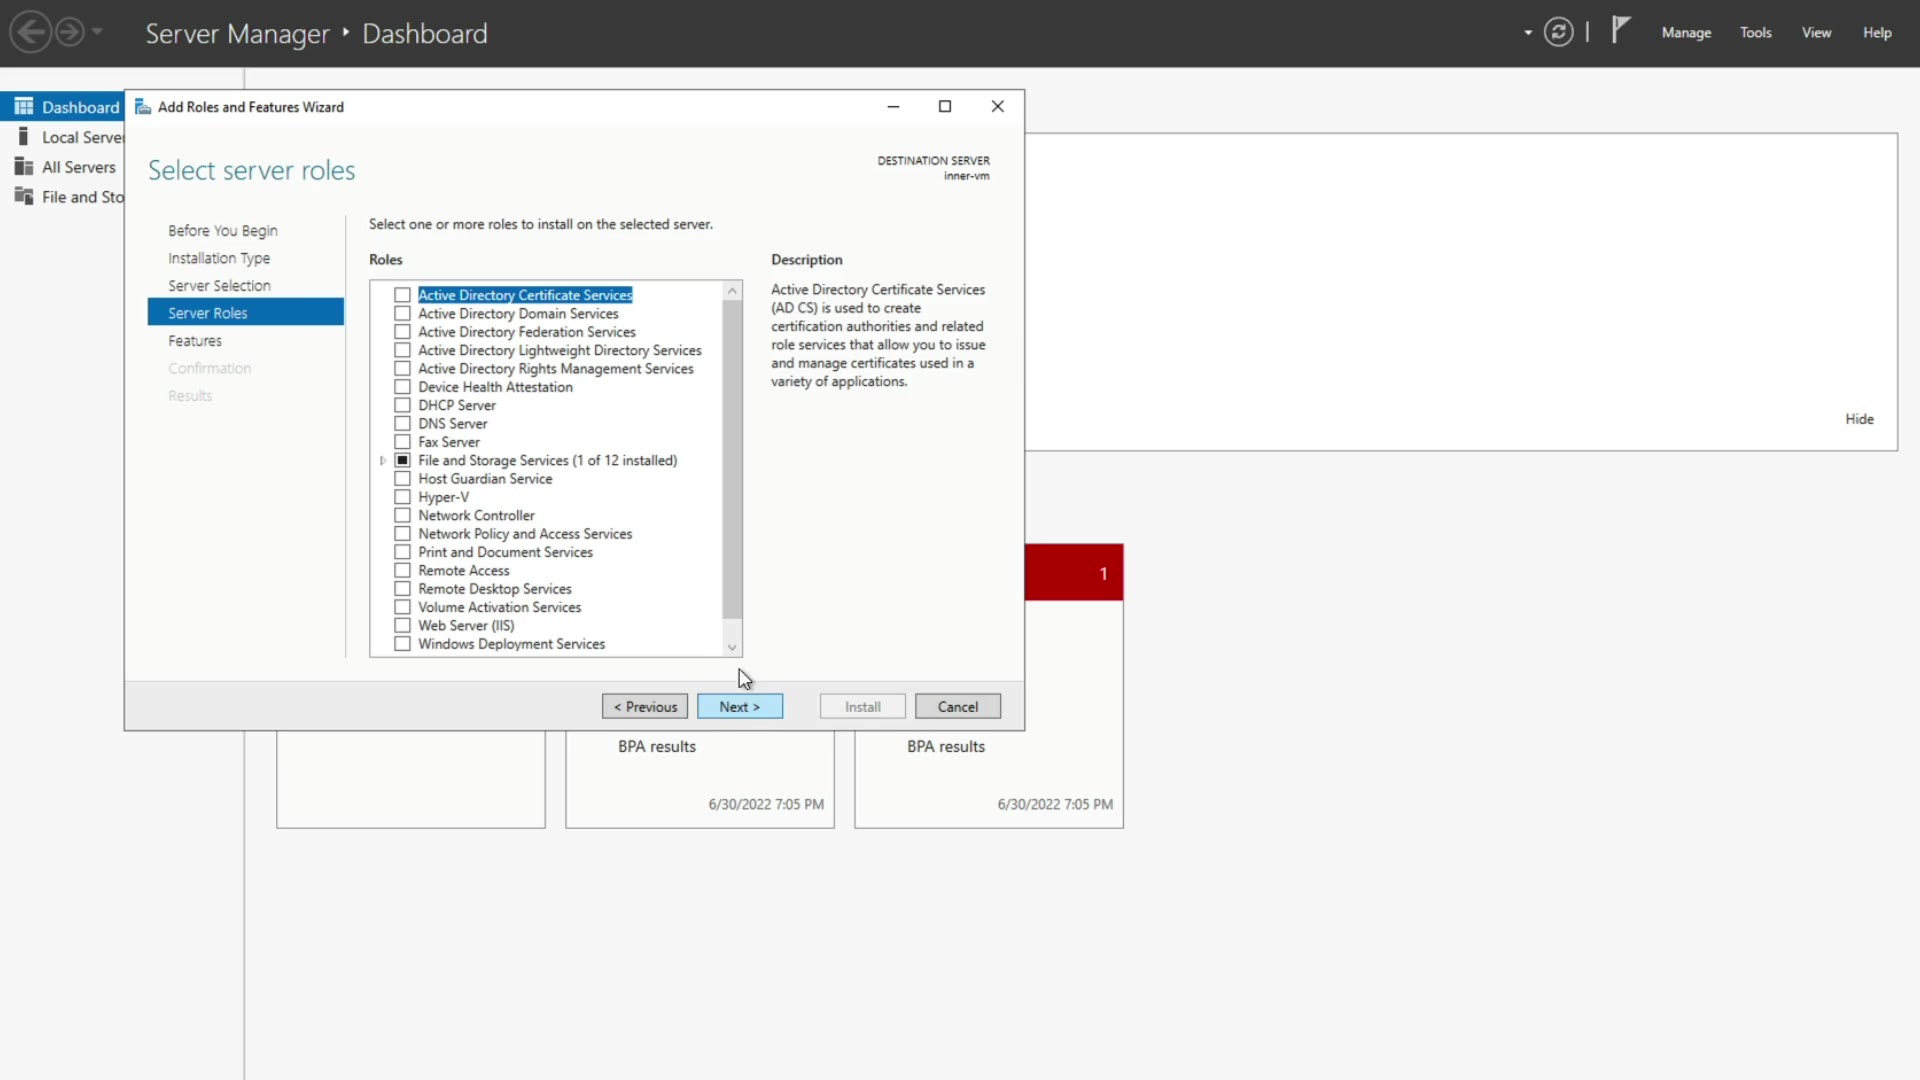 Server Manager ‣ Dashboard
Manage
Tools
View
Help
Dashboard
Local Server
All Servers
File and Sto
Add Roles and Features Wizard
Select server roles
DESTINATION SERVER
inner-vm
Before You Begin
Installation Type
Server Selection
Server Roles
Features
Confirmation
Results
Select one or more roles to install on the selected server.
Roles
Active Directory Certificate Services
Active Directory Domain Services
Active Directory Federation Services
Active Directory Lightweight Directory Services
Active Directory Rights Management Services
Device Health Attestation
DHCP Server
DNS Server
Fax Server
File and Storage Services (1 of 12 installed)
Host Guardian Service
Hyper-V
Network Controller
Network Policy and Access Services
Print and Document Services
Remote Access
Remote Desktop Services
Volume Activation Services
Web Server (IIS)
Windows Deployment Services
Description
Active Directory Certificate Services
(AD CS) is used to create
certification authorities and related
role services that allow you to issue
and manage certificates used in a
variety of applications.
< Previous
Next >
Install
Cancel
Hide
1
BPA results
6/30/2022 7:05 PM
BPA results
6/30/2022 7:05 PM